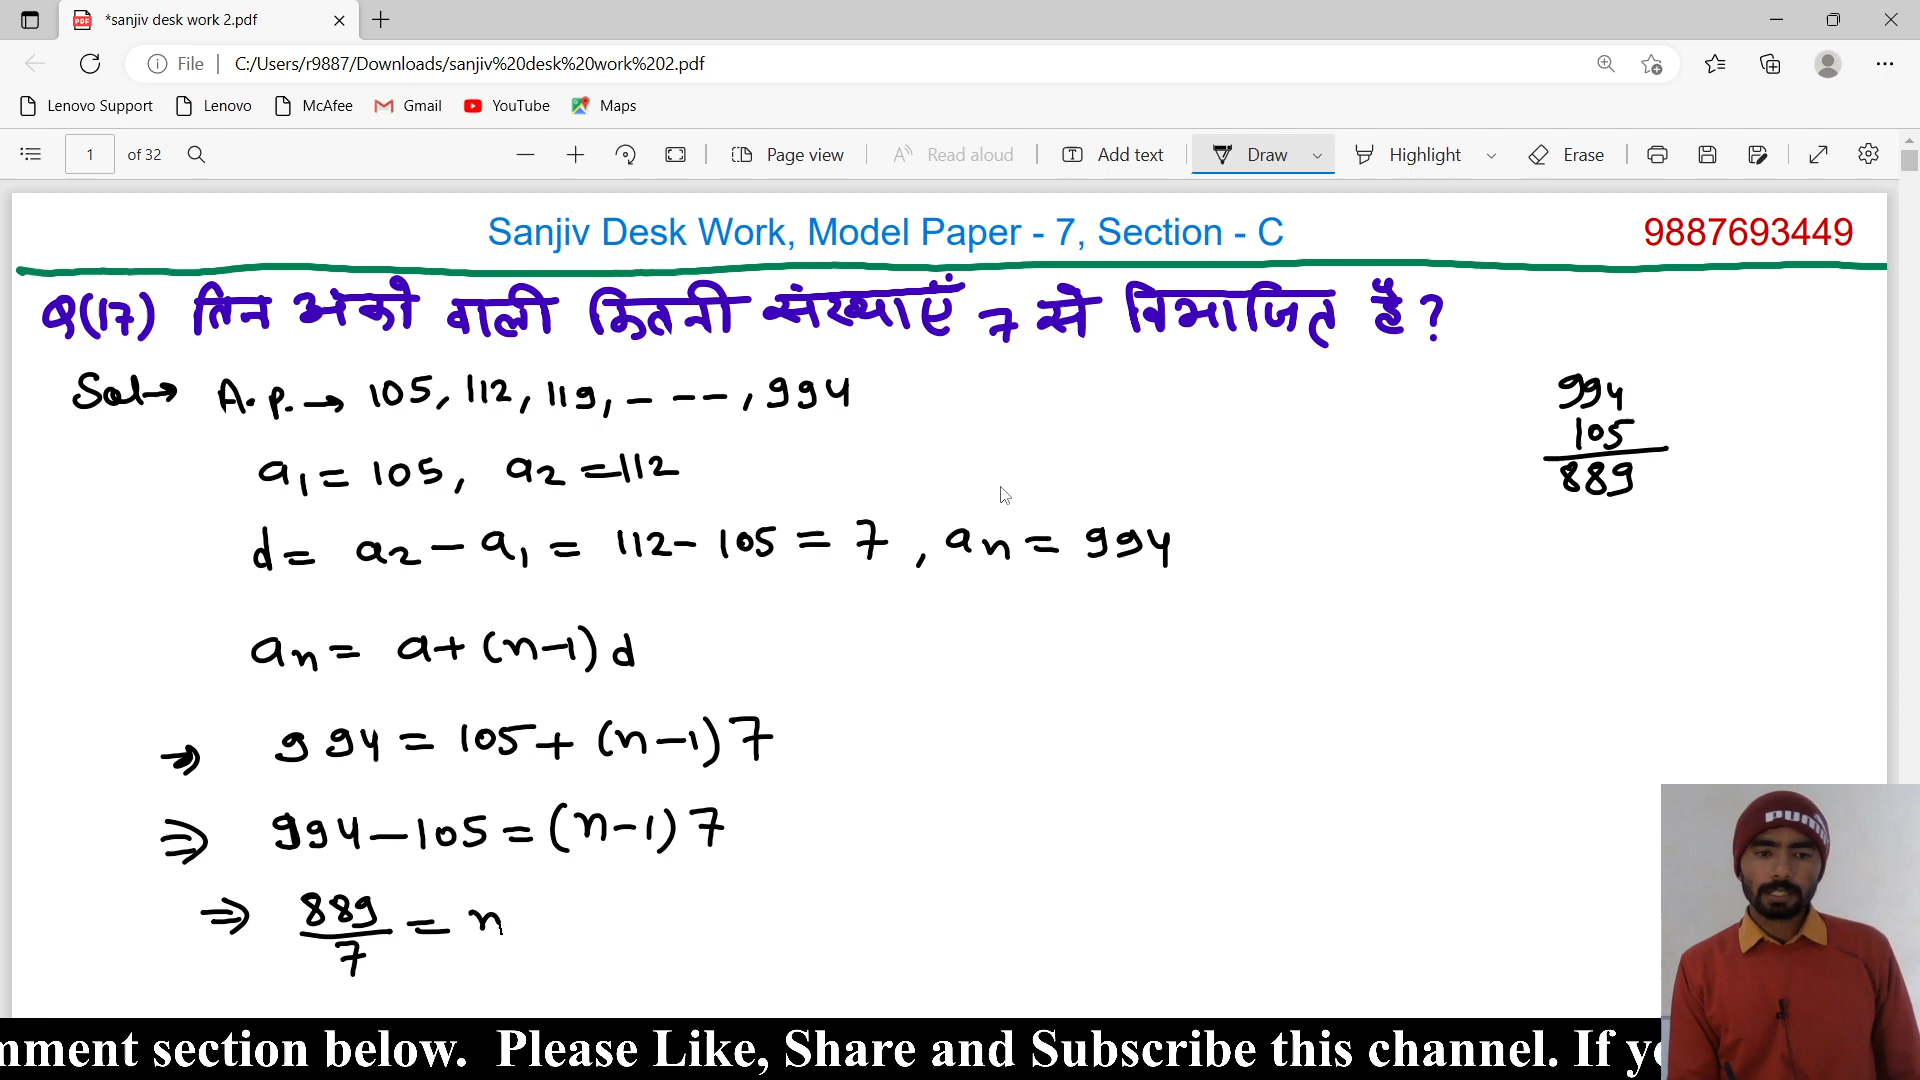 *sanjiv desk work 2.pdf
File | C:/Users/r9887/Downloads/sanjiv%20desk%20work%202.pdf
Lenovo Support Lenovo McAfee Gmail YouTube Maps
1 of 32 Page view Read aloud Add text Draw Highlight Erase
Sanjiv Desk Work, Model Paper - 7, Section - C 9887693449
Q(17) तिन अंको वाली कितनी संख्याएं 7 से विभाजित है ?
Sol→ A.P. → 105, 112, 119, - - - -, 994
994
105
889
a1 = 105, a2 = 112
d = a2 - a1 = 112 - 105 = 7, an = 994
an = a + (n-1) d
→ 994 = 105 + (n-1) 7
⇒ 994 - 105 = (n-1) 7
⇒ 889/7 = n
PUMA
mment section below. Please Like, Share and Subscribe this channel. If yo